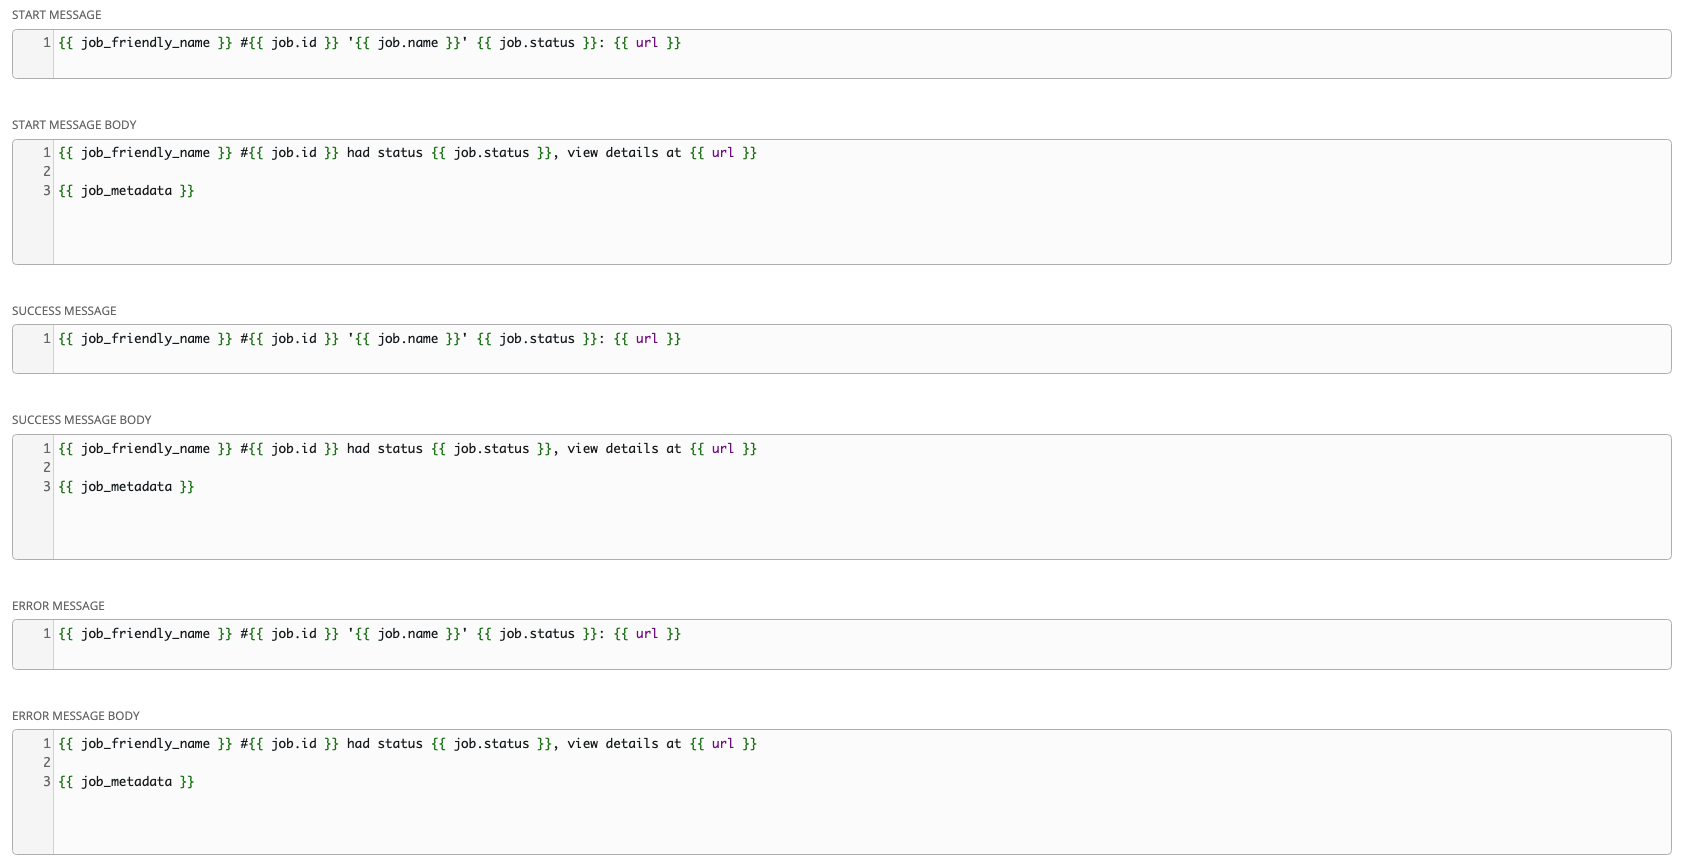 START MESSAGE
1 {{ job_friendly_name }} #{{ job.id }} '{{ job.name }}' {{ job.status }}: {{ url }}
START MESSAGE BODY
1 {{ job_friendly_name }} #{{ job.id }} had status {{ job.status }}, view details at {{ url }}
2
3 {{ job_metadata }}
SUCCESS MESSAGE
1 {{ job_friendly_name }} #{{ job.id }} '{{ job.name }}' {{ job.status }}: {{ url }}
SUCCESS MESSAGE BODY
1 {{ job_friendly_name }} #{{ job.id }} had status {{ job.status }}, view details at {{ url }}
2
3 {{ job_metadata }}
ERROR MESSAGE
1 {{ job_friendly_name }} #{{ job.id }} '{{ job.name }}' {{ job.status }}: {{ url }}
ERROR MESSAGE BODY
1 {{ job_friendly_name }} #{{ job.id }} had status {{ job.status }}, view details at {{ url }}
2
3 {{ job_metadata }}